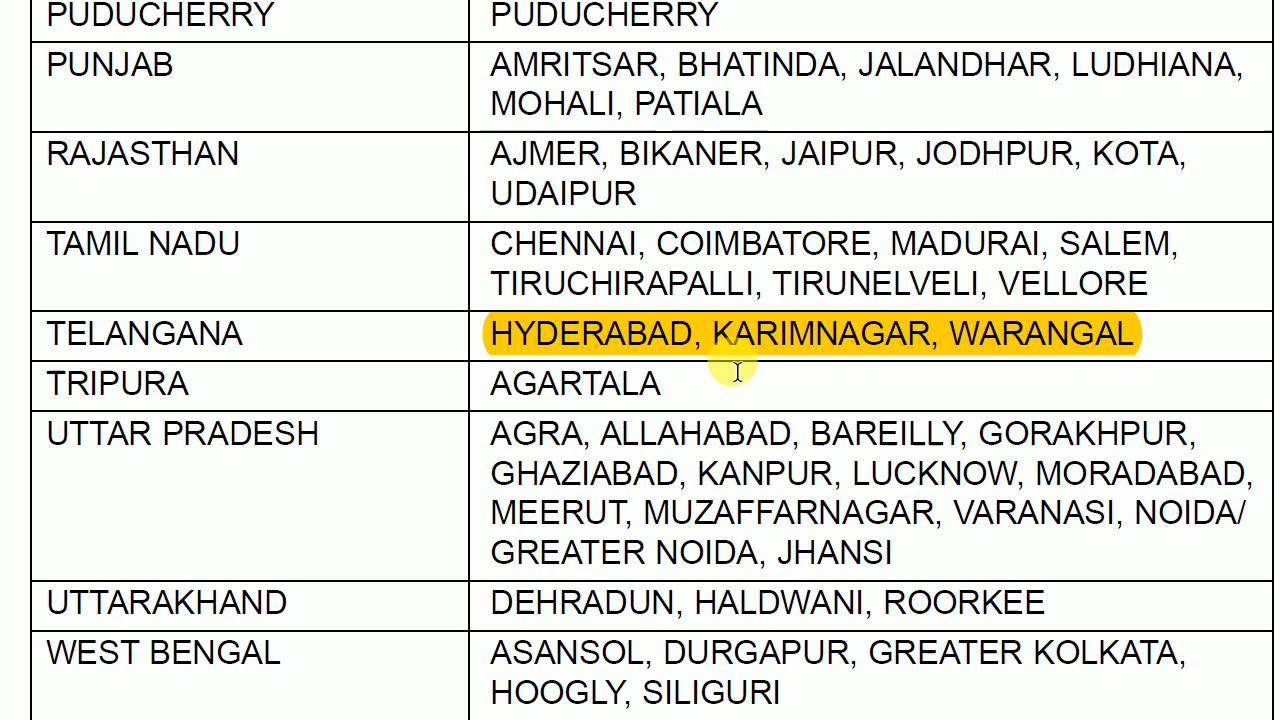 PUDUCHERRY PUDUCHERRY
PUNJAB AMRITSAR, BHATINDA, JALANDHAR, LUDHIANA,
MOHALI, PATIALA
RAJASTHAN AJMER, BIKANER, JAIPUR, JODHPUR, KOTA,
UDAIPUR
TAMIL NADU CHENNAI, COIMBATORE, MADURAI, SALEM,
TIRUCHIRAPALLI, TIRUNELVELI, VELLORE
TELANGANA HYDERABAD, KARIMNAGAR, WARANGAL
TRIPURA AGARTALA
UTTAR PRADESH AGRA, ALLAHABAD, BAREILLY, GORAKHPUR,
GHAZIABAD, KANPUR, LUCKNOW, MORADABAD,
MEERUT, MUZAFFARNAGAR, VARANASI, NOIDA/
GREATER NOIDA, JHANSI
UTTARAKHAND DEHRADUN, HALDWANI, ROORKEE
WEST BENGAL ASANSOL, DURGAPUR, GREATER KOLKATA,
HOOGLY, SILIGURI